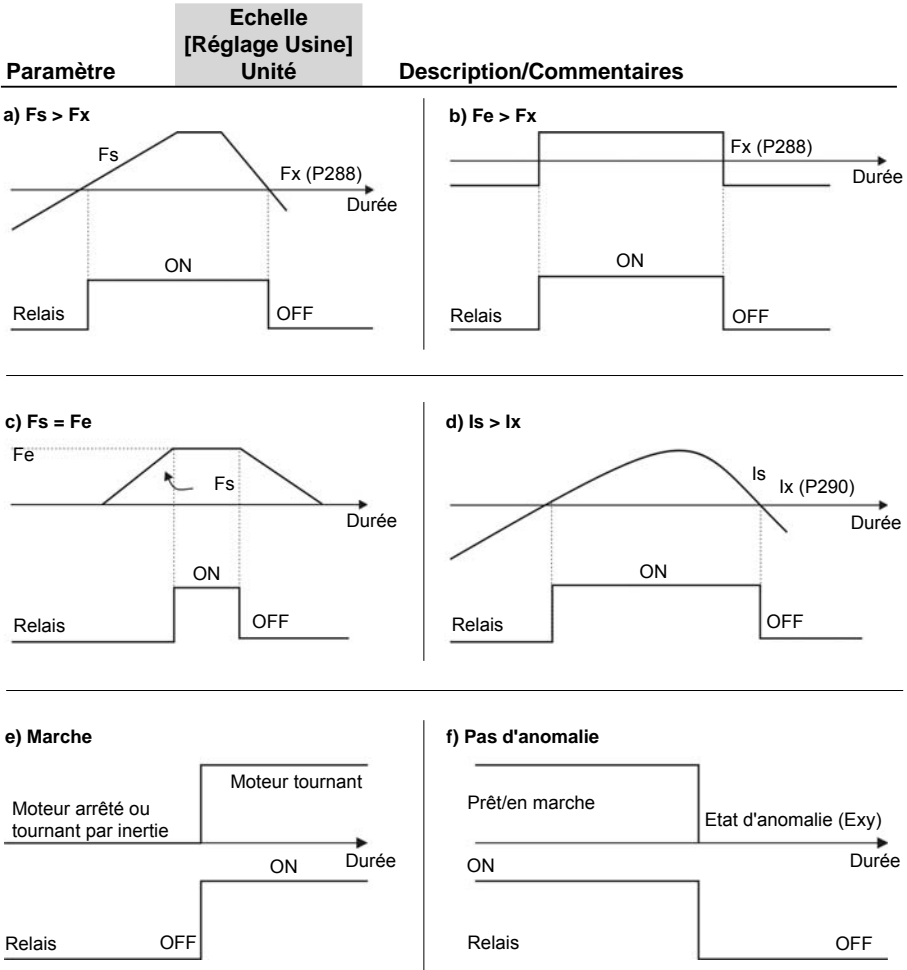 Echelle
[Réglage Usine]
Paramètre Unité Description/Commentaires
a) Fs > Fx
Fs
Fx (P288)
Durée
ON
Relais
OFF
b) Fe > Fx
Fx (P288)
Durée
ON
Relais
OFF
c) Fs = Fe
Fe
Fs
Durée
ON
Relais
OFF
d) Is > Ix
Is
Ix (P290)
Durée
ON
Relais
OFF
e) Marche
Moteur tournant
Moteur arrêté ou
tournant par inertie
Durée
ON
Relais
OFF
f) Pas d'anomalie
Prêt/en marche
Etat d'anomalie (Exy)
Durée
ON
Relais
OFF